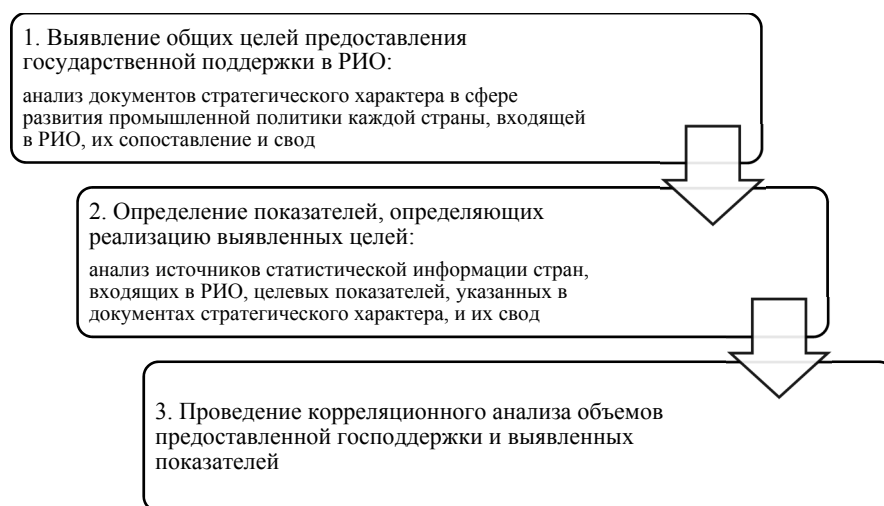 1. Выявление общих целей предоставления
государственной поддержки в РИО:
анализ документов стратегического характера в сфере
развития промышленной политики каждой страны, входящей
в РИО, их сопоставление и свод
2. Определение показателей, определяющих
реализацию выявленных целей:
анализ источников статистической информации стран,
входящих в РИО, целевых показателей, указанных в
документах стратегического характера, и их свод
3. Проведение корреляционного анализа объемов
предоставленной господдержки и выявленных
показателей